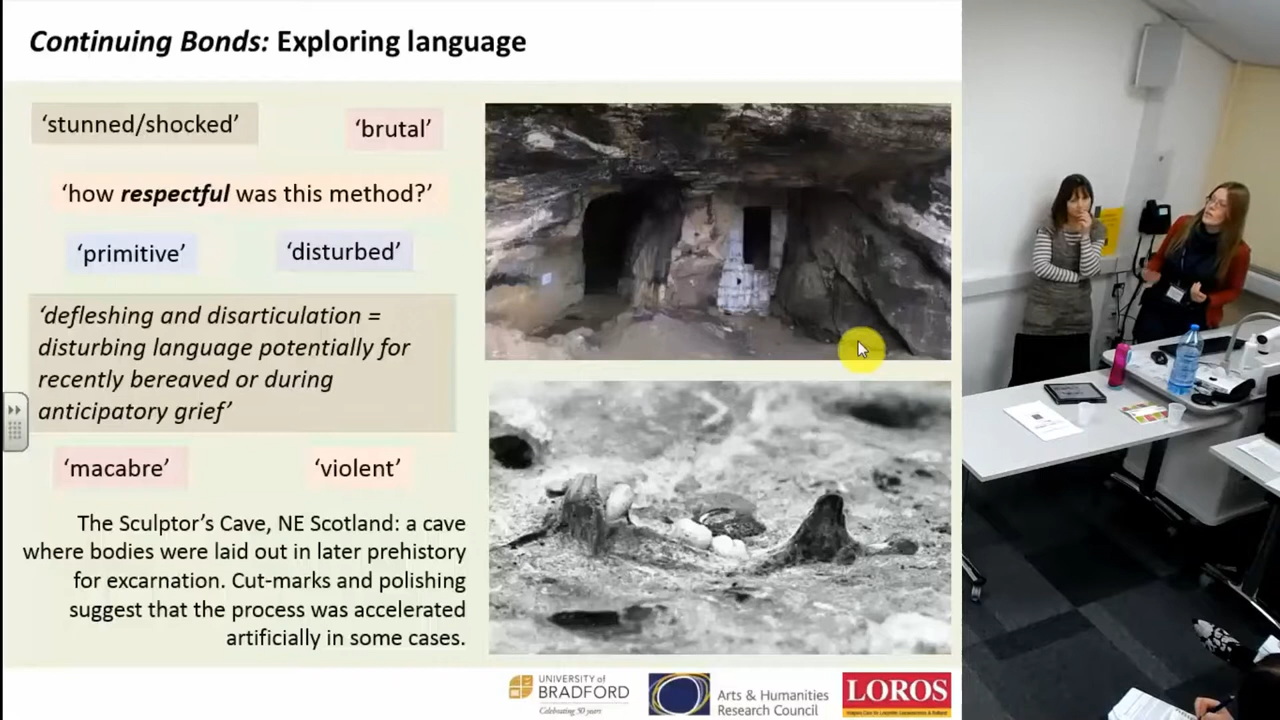 Continuing Bonds: Exploring language
‘stunned/shocked’
‘brutal’
‘how respectful was this method?’
‘primitive’
‘disturbed’
‘defleshing and disarticulation =
disturbing language potentially for
recently bereaved or during
anticipatory grief’
‘macabre’
‘violent’
The Sculptor’s Cave, NE Scotland: a cave
where bodies were laid out in later prehistory
for excarnation. Cut-marks and polishing
suggest that the process was accelerated
artificially in some cases.
UNIVERSITY of
BRADFORD
Celebrating 50 years
Arts & Humanities
Research Council
LOROS